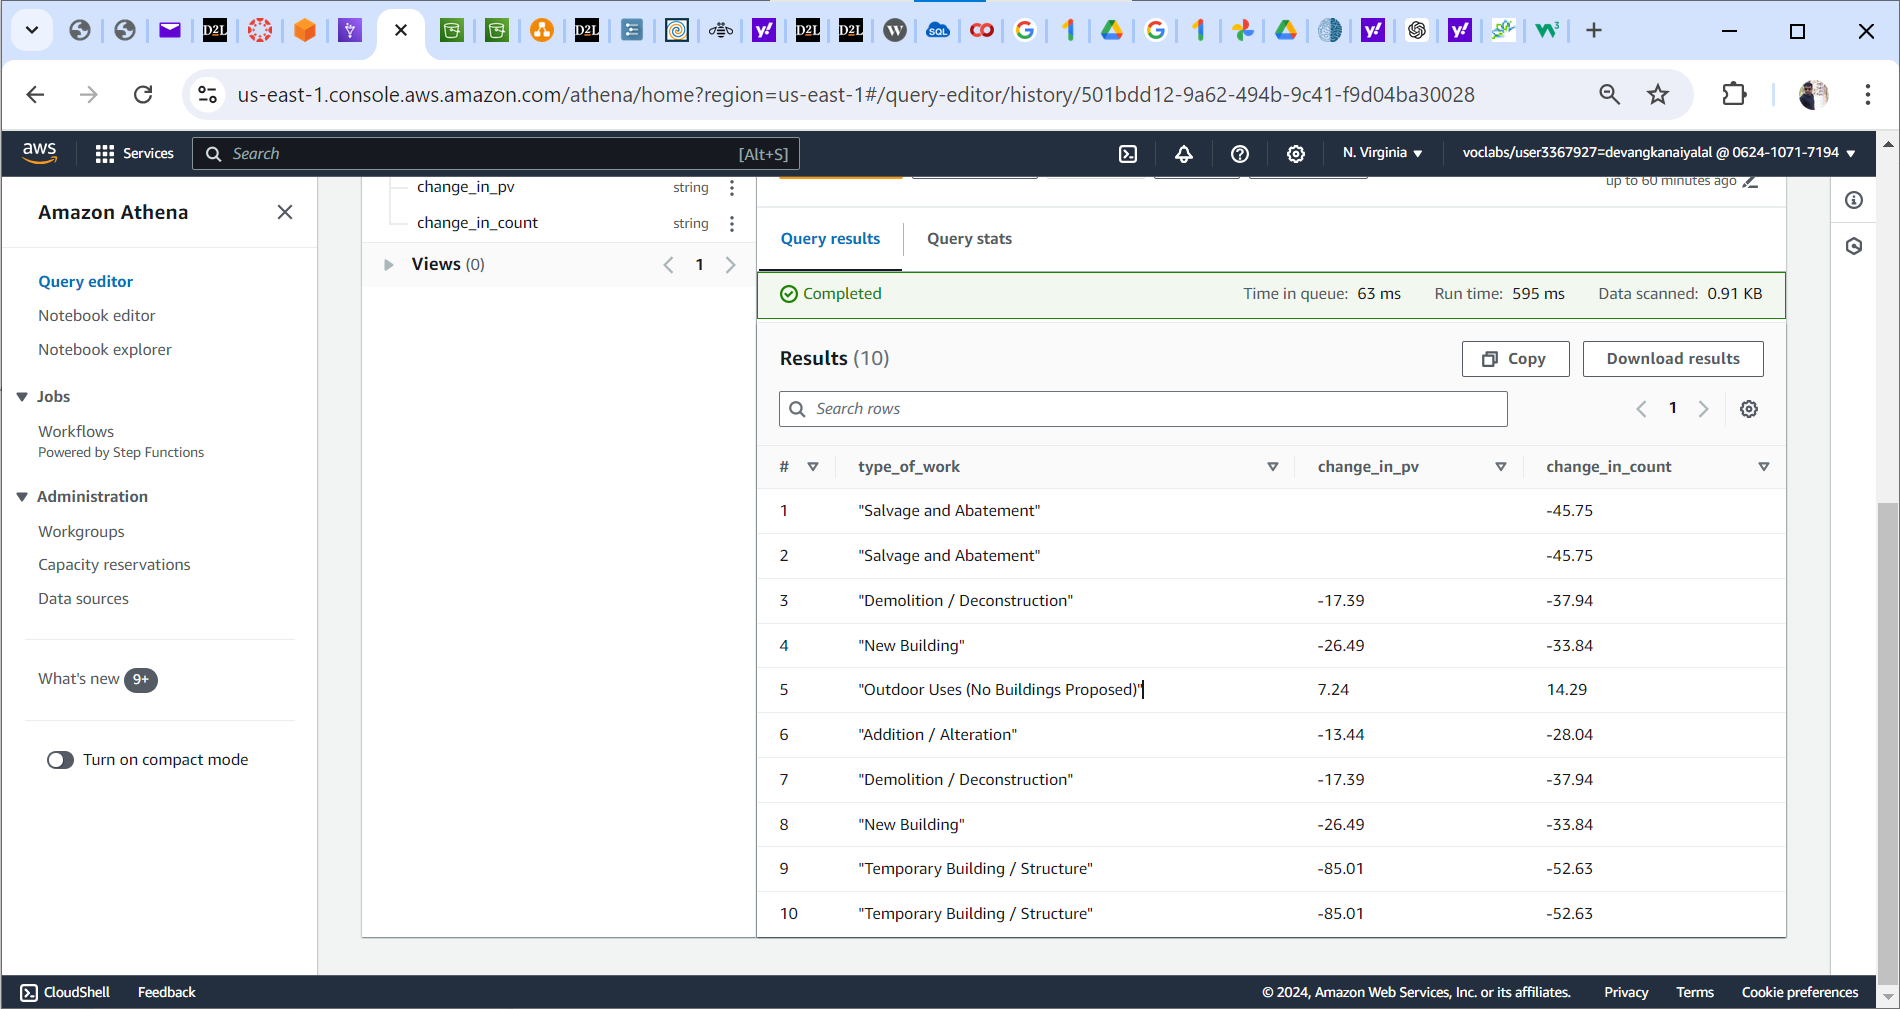 D2L
y!
D2L
D2L
y!
D2L
D2L
W
SQL
y!
y!
us-east-1.console.aws.amazon.com/athena/home?region=us-east-1#/query-editor/history/501bdd12-9a62-494b-9c41-f9d04ba30028
aws
Services
Search
[Alt+S]
N. Virginia
voclabs/user3367927=devangkanaiyalal @ 0624-1071-7194
Amazon Athena
Query editor
Notebook editor
Notebook explorer
Jobs
Workflows
Powered by Step Functions
Administration
Workgroups
Capacity reservations
Data sources
What's new 9+
Turn on compact mode
change_in_pv string
change_in_count string
Views (0) 1
up to 60 minutes ago
Query results Query stats
Completed Time in queue: 63 ms Run time: 595 ms Data scanned: 0.91 KB
Results (10) Copy Download results
Search rows 1
# type_of_work change_in_pv change_in_count
1 "Salvage and Abatement" -45.75
2 "Salvage and Abatement" -45.75
3 "Demolition / Deconstruction" -17.39 -37.94
4 "New Building" -26.49 -33.84
5 "Outdoor Uses (No Buildings Proposed)" 7.24 14.29
6 "Addition / Alteration" -13.44 -28.04
7 "Demolition / Deconstruction" -17.39 -37.94
8 "New Building" -26.49 -33.84
9 "Temporary Building / Structure" -85.01 -52.63
10 "Temporary Building / Structure" -85.01 -52.63
CloudShell Feedback © 2024, Amazon Web Services, Inc. or its affiliates. Privacy Terms Cookie preferences